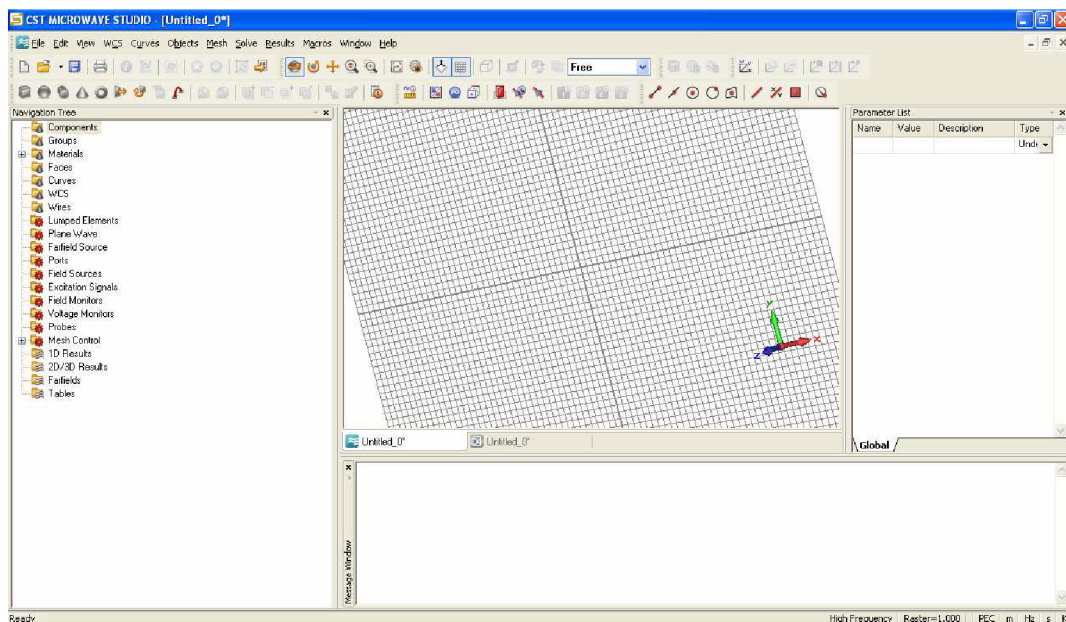 CST MICROWAVE STUDIO - [Untitled_0*]
File Edit View WCS Curves Objects Mesh Solve Results Macros Window Help
Free
Navigation Tree
Components
Groups
Materials
Faces
Curves
WCS
Wires
Lumped Elements
Plane Wave
Farfield Source
Ports
Field Sources
Excitation Signals
Field Monitors
Voltage Monitors
Probes
Mesh Control
1D Results
2D/3D Results
Farfields
Tables
Y
X
Z
Untitled_0* Untitled_0*
Parameter List
Name Value Description Type
Unde
Global
Message Window
Ready
High Frequency Raster=1.000 PEC m Hz s K